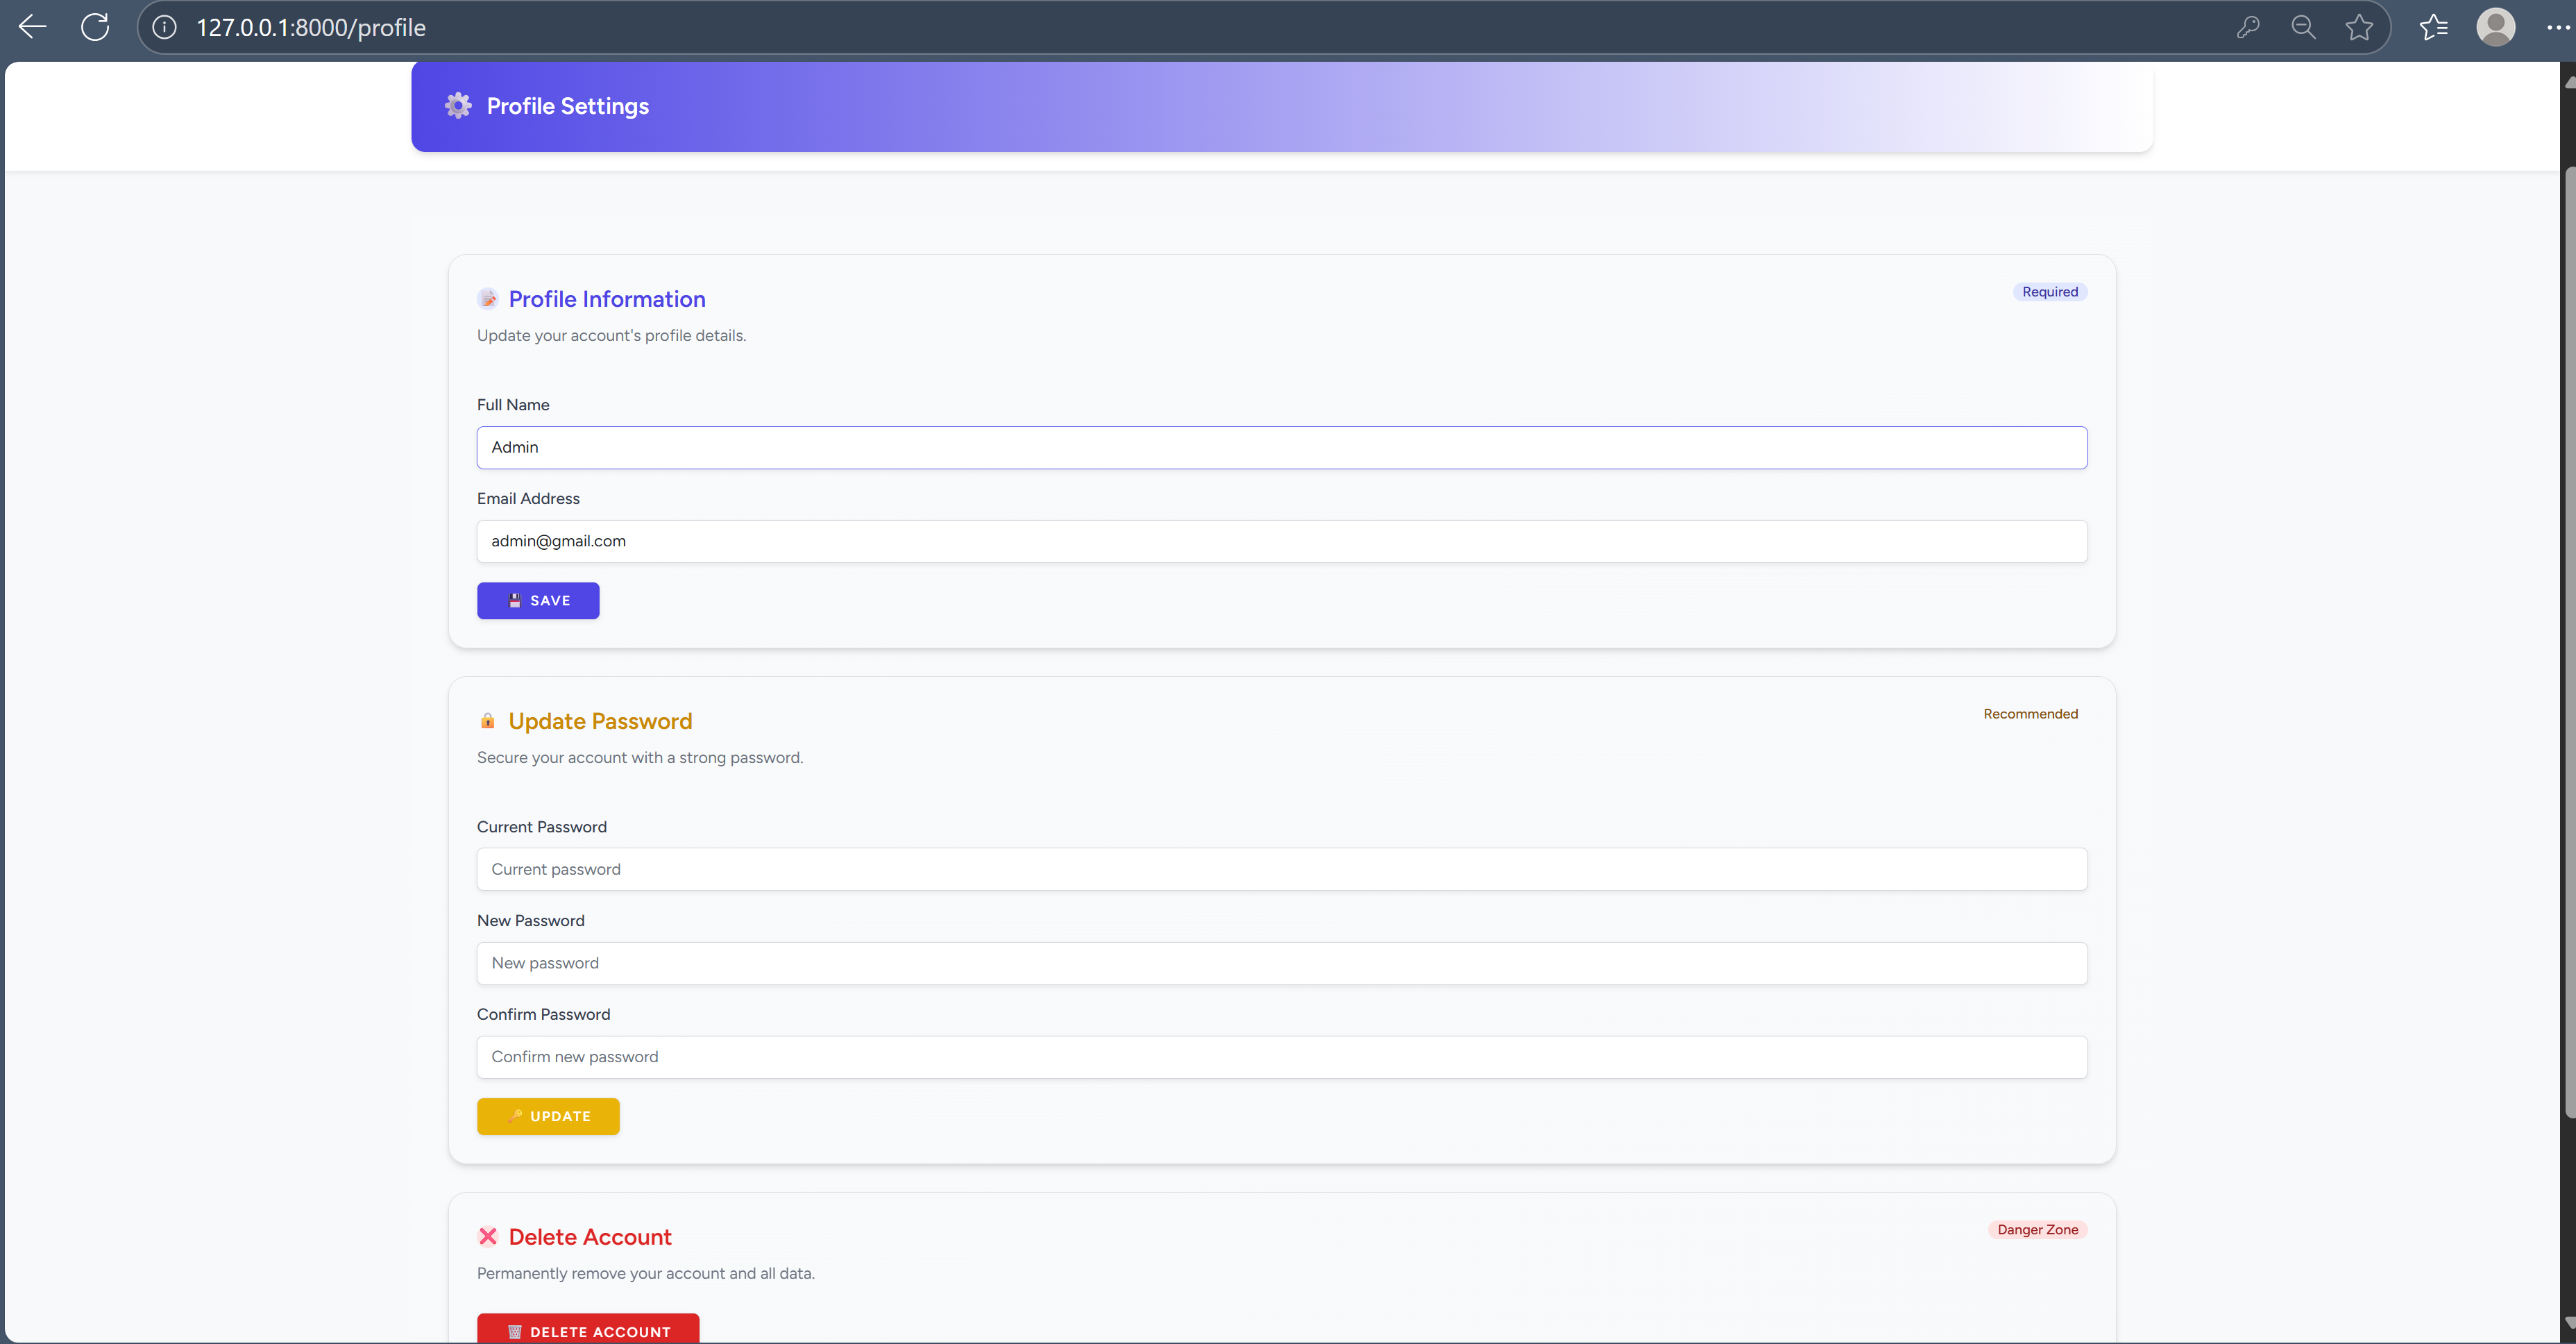 127.0.0.1:8000/profile
Profile Settings
Profile Information
Required
Update your account's profile details.
Full Name
Admin
Email Address
admin@gmail.com
SAVE
Update Password
Recommended
Secure your account with a strong password.
Current Password
Current password
New Password
New password
Confirm Password
Confirm new password
UPDATE
Delete Account
Danger Zone
Permanently remove your account and all data.
DELETE ACCOUNT